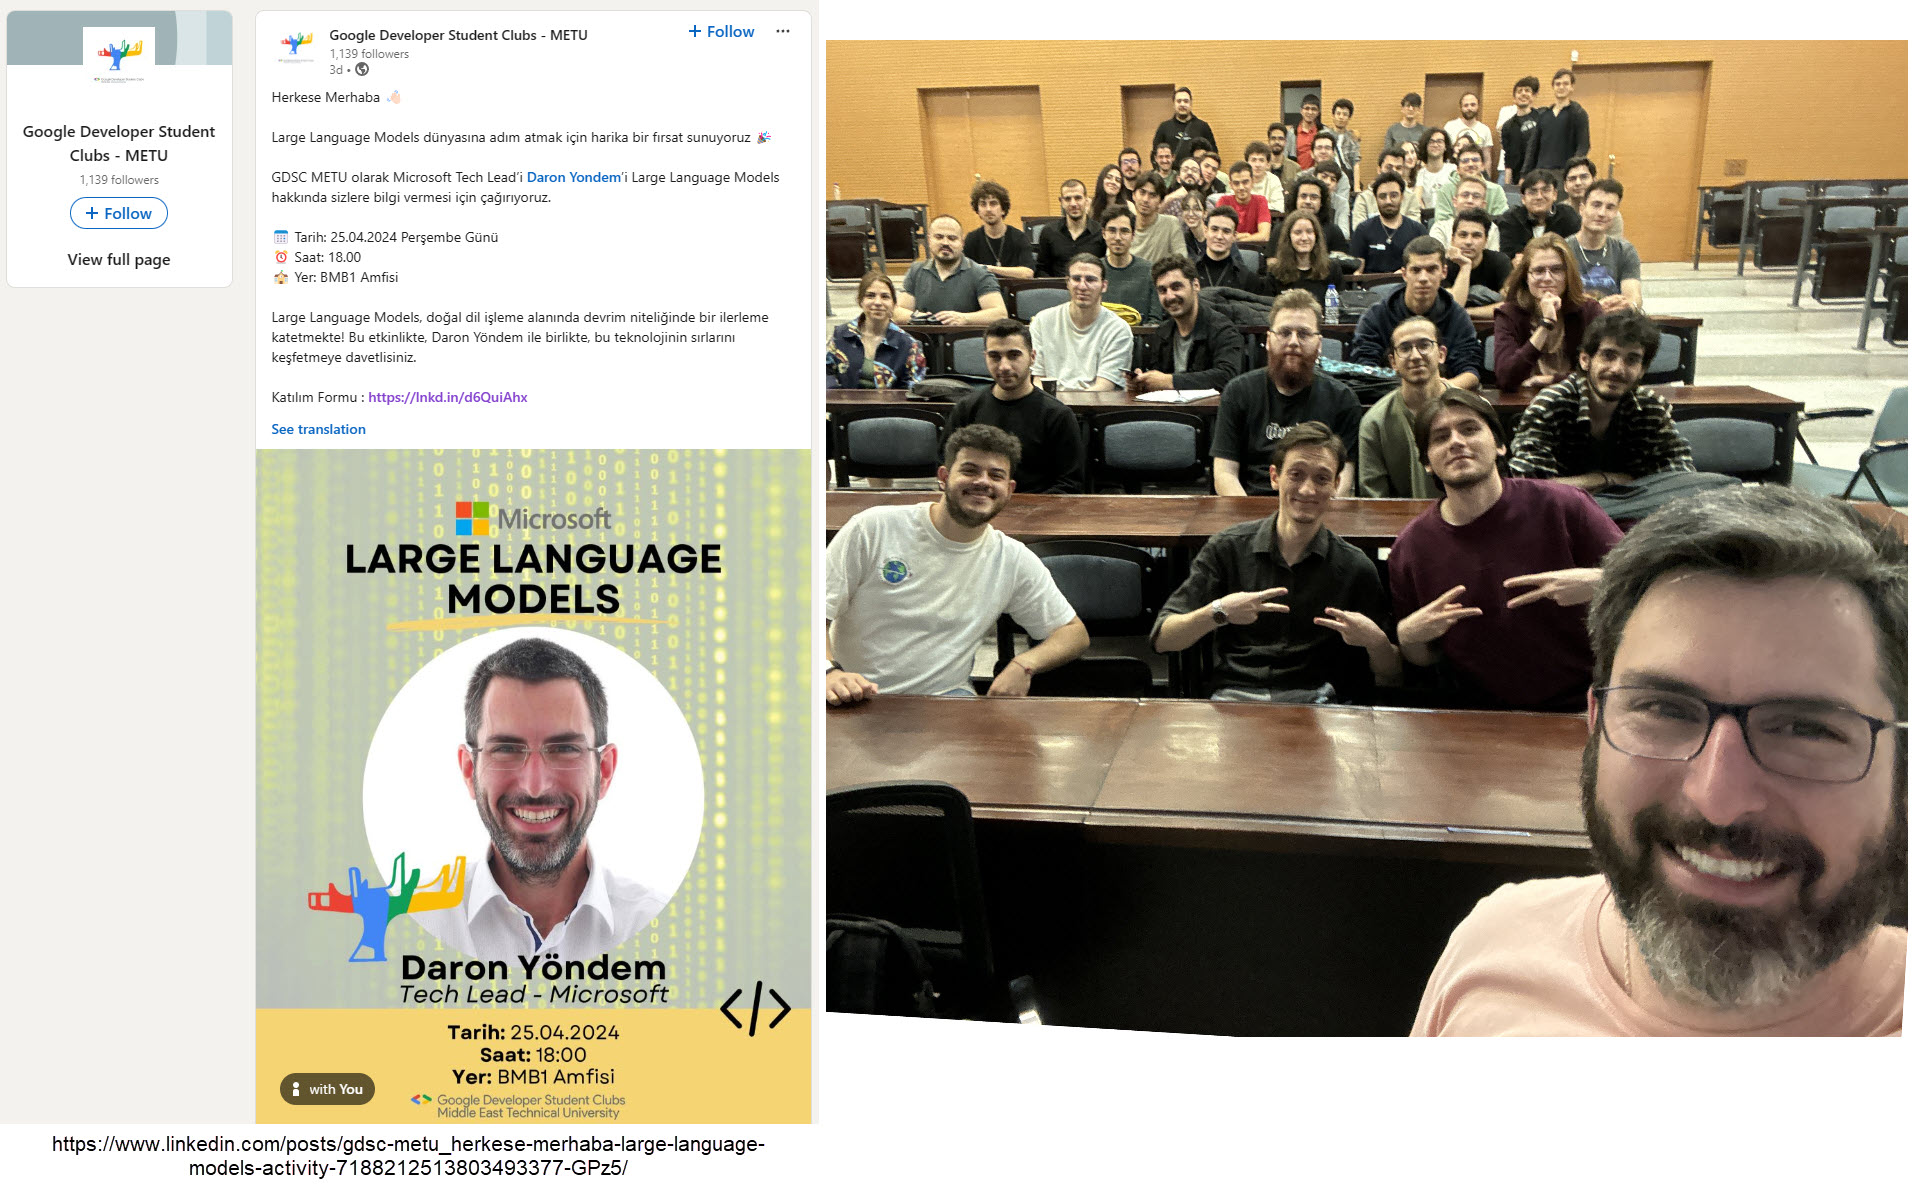 Google Developer Student
Clubs - METU
1,139 followers
+ Follow
View full page
Google Developer Student Clubs - METU
1,139 followers
3d •
+ Follow
Herkese Merhaba
Large Language Models dünyasına adım atmak için harika bir fırsat sunuyoruz
GDSC METU olarak Microsoft Tech Lead'i Daron Yondem'i Large Language Models
hakkında sizlere bilgi vermesi için çağırıyoruz.
Tarih: 25.04.2024 Perşembe Günü
Saat: 18.00
Yer: BMB1 Amfisi
Large Language Models, doğal dil işleme alanında devrim niteliğinde bir ilerleme
katetmekte! Bu etkinlikte, Daron Yöndem ile birlikte, bu teknolojinin sırlarını
keşfetmeye davetlisiniz.
Katılım Formu : https://lnkd.in/d6QuiAhx
See translation
Microsoft
LARGE LANGUAGE
MODELS
Daron Yöndem
Tech Lead - Microsoft
</>
Tarih: 25.04.2024
Saat: 18:00
Yer: BMB1 Amfisi
with You
Google Developer Student Clubs
Middle East Technical University
https://www.linkedin.com/posts/gdsc-metu_herkese-merhaba-large-language-
models-activity-7188212513803493377-GPz5/